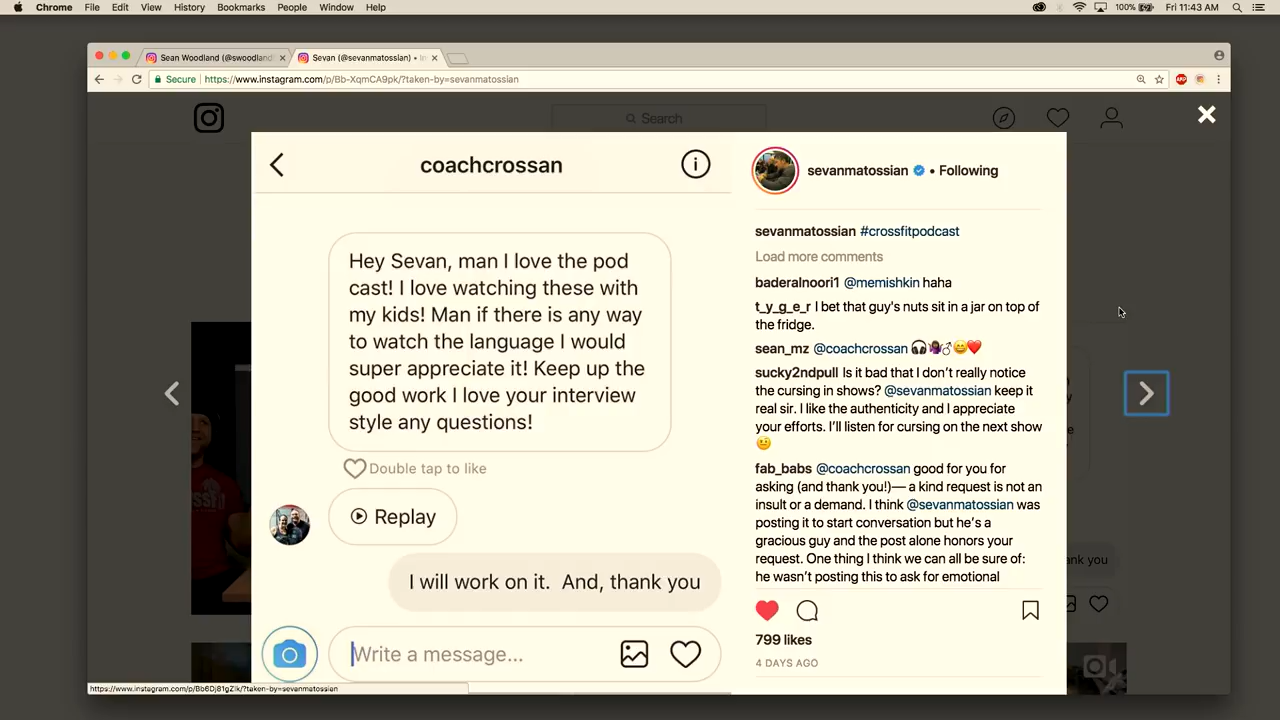 Chrome File Edit View History Bookmarks People Window Help
100% Fri 11:43 AM
Sean Woodland (@swoodland
Sevan (@sevanmatossian) • In
Secure https://www.instagram.com/p/Bb-XqmCA9pk/?taken-by=sevanmatossian
Search
coachcrossan
Hey Sevan, man I love the pod
cast! I love watching these with
my kids! Man if there is any way
to watch the language I would
super appreciate it! Keep up the
good work I love your interview
style any questions!
Double tap to like
Replay
I will work on it. And, thank you
Write a message...
sevanmatossian • Following
sevanmatossian #crossfitpodcast
Load more comments
baderalnoori1 @memishkin haha
t_y_g_e_r I bet that guy's nuts sit in a jar on top of
the fridge.
sean_mz @coachcrossan 🎧🤷🏾‍♂️😄❤️
sucky2ndpull Is it bad that I don't really notice
the cursing in shows? @sevanmatossian keep it
real sir. I like the authenticity and I appreciate
your efforts. I'll listen for cursing on the next show
😐
fab_babs @coachcrossan good for you for
asking (and thank you!)— a kind request is not an
insult or a demand. I think @sevanmatossian was
posting it to start conversation but he's a
gracious guy and the post alone honors your
request. One thing I think we can all be sure of:
he wasn't posting this to ask for emotional
799 likes
4 DAYS AGO
ank you
https://www.instagram.com/p/Bb6Dj81gZlk/?taken-by=sevanmatossian